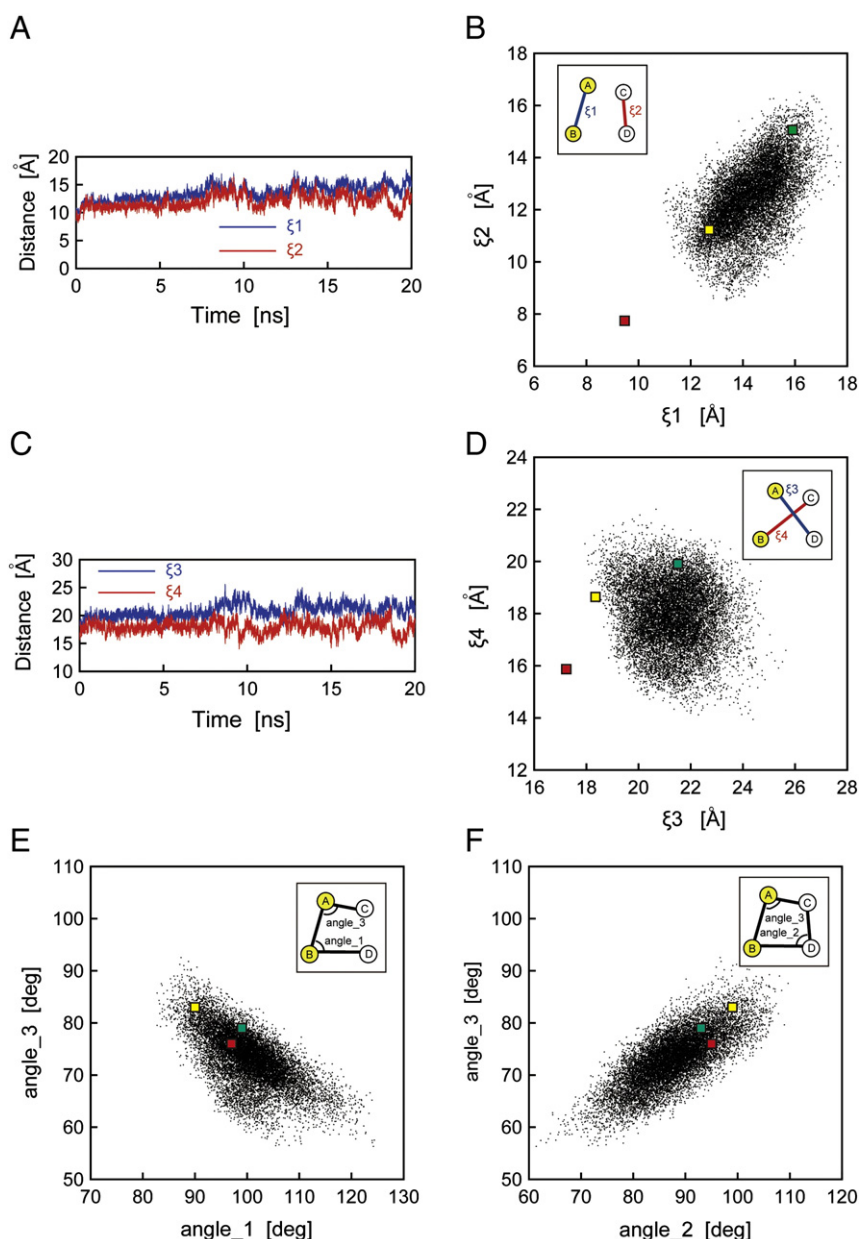 A
Distance [Å]
20
15
10
5
0
ξ1
ξ2
0 5 10 15 20
Time [ns]
B
ξ2 [Å]
18
16
14
12
10
8
6
A
C
ξ1
ξ2
B
D
6 8 10 12 14 16 18
ξ1 [Å]
C
Distance [Å]
30
25
20
15
10
ξ3
ξ4
0 5 10 15 20
Time [ns]
D
ξ4 [Å]
24
22
20
18
16
14
12
A
ξ3
C
B
ξ4
D
16 18 20 22 24 26 28
ξ3 [Å]
E
angle_3 [deg]
110
100
90
80
70
60
50
A
C
angle_3
angle_1
B
D
70 80 90 100 110 120 130
angle_1 [deg]
F
angle_3 [deg]
110
100
90
80
70
60
50
A
C
angle_3
angle_2
B
D
60 70 80 90 100 110 120
angle_2 [deg]